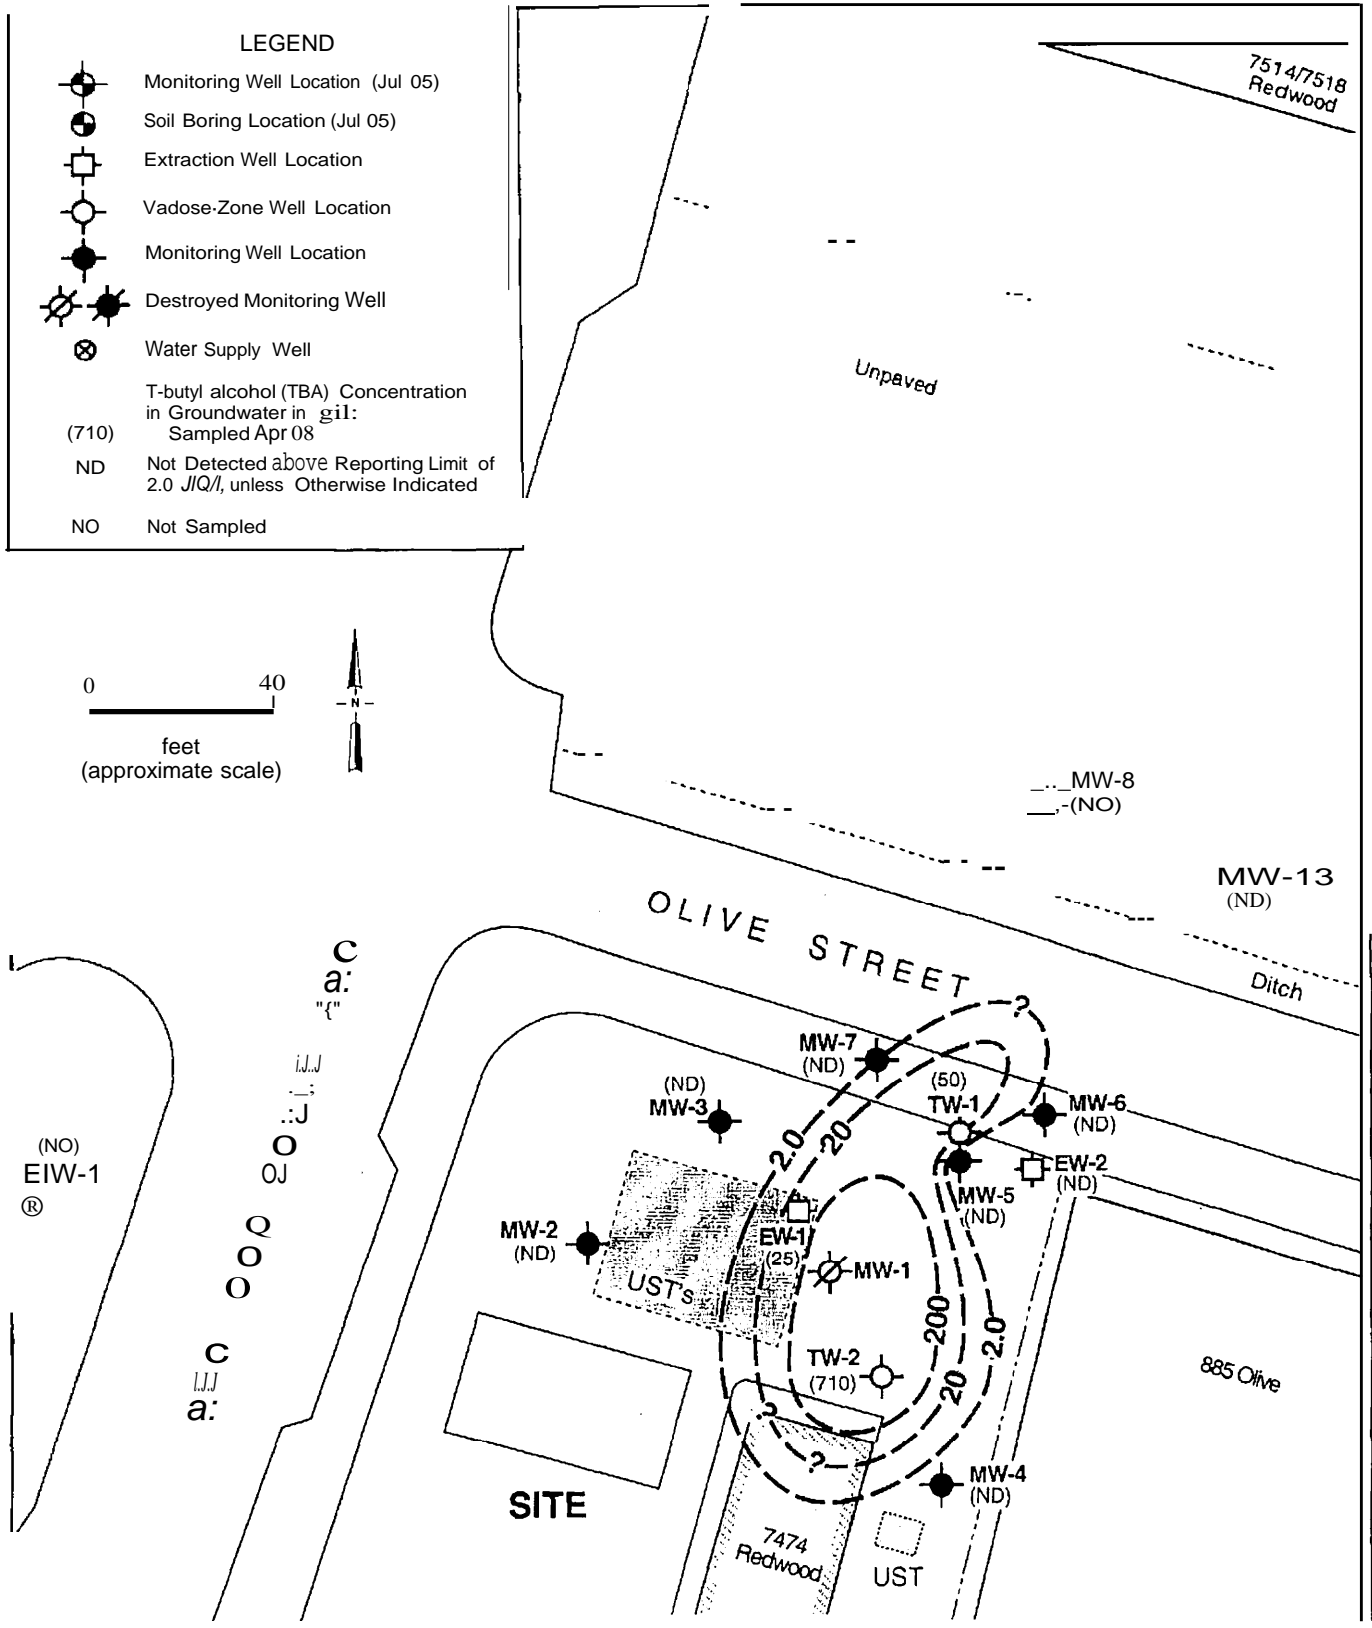 LEGEND
Monitoring Well Location (Jul 05)
Soil Boring Location (Jul 05)
Extraction Well Location
Vadose-Zone Well Location
Monitoring Well Location
Destroyed Monitoring Well
Water Supply Well
T-butyl alcohol (TBA) Concentration
in Groundwater in gil:
(710) Sampled Apr 08
ND Not Detected above Reporting Limit of
2.0 JIQ/l, unless Otherwise Indicated
NO Not Sampled
7514/7518
Redwood
Unpaved
0 40
feet
(approximate scale)
N
MW-8
(NO)
MW-13
(ND)
OLIVE STREET
Ditch
C
a:
"{"
i.J..J
.:J
O
OJ
Q
O
O
C
I.J.J
a:
(NO)
EIW-1
®
?
MW-7
(ND)
(50)
TW-1
(ND)
MW-3
MW-6
(ND)
2.0
20
EW-2
(ND)
MW-5
(ND)
MW-2
(ND)
EW-1
(25)
MW-1
UST's
200
2.0
20
TW-2
(710)
885 Olive
?
?
MW-4
(ND)
SITE
7474
Redwood
UST